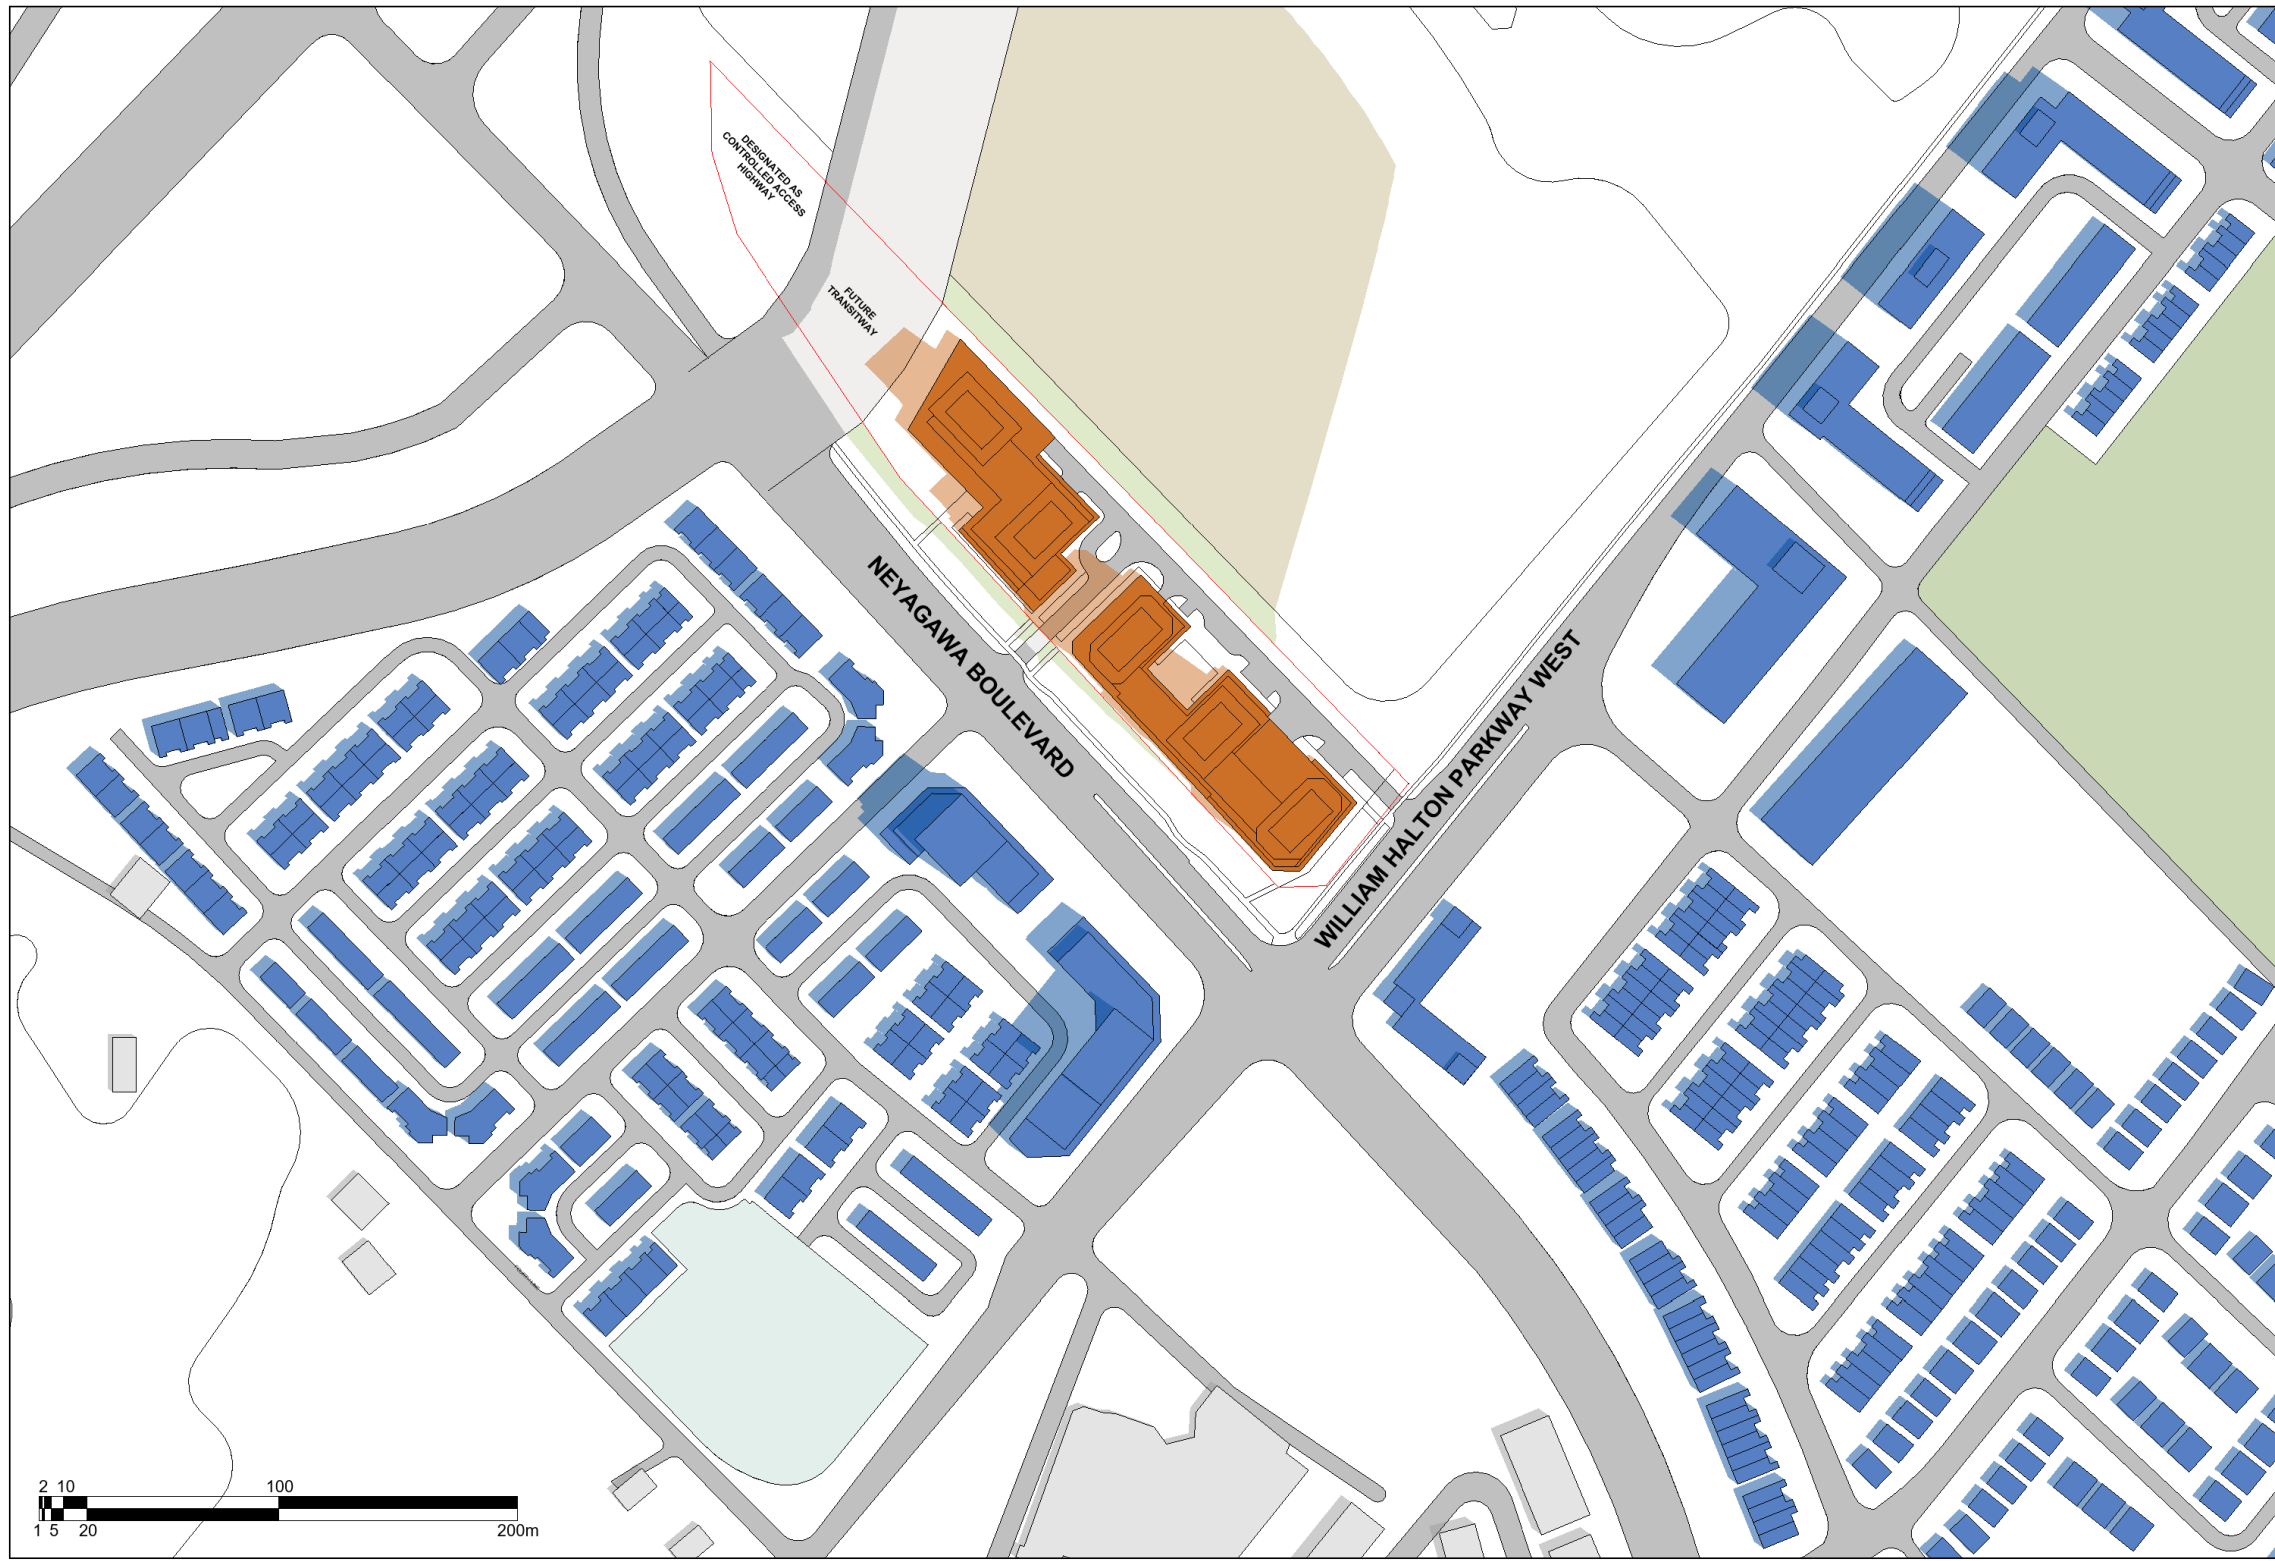 DESIGNATED AS
CONTROLLED ACCESS
HIGHWAY
FUTURE
TRANSITWAY
NEYAGAWA BOULEVARD
WILLIAM HALTON PARKWAY WEST
2 10 100
1 5 20 200m